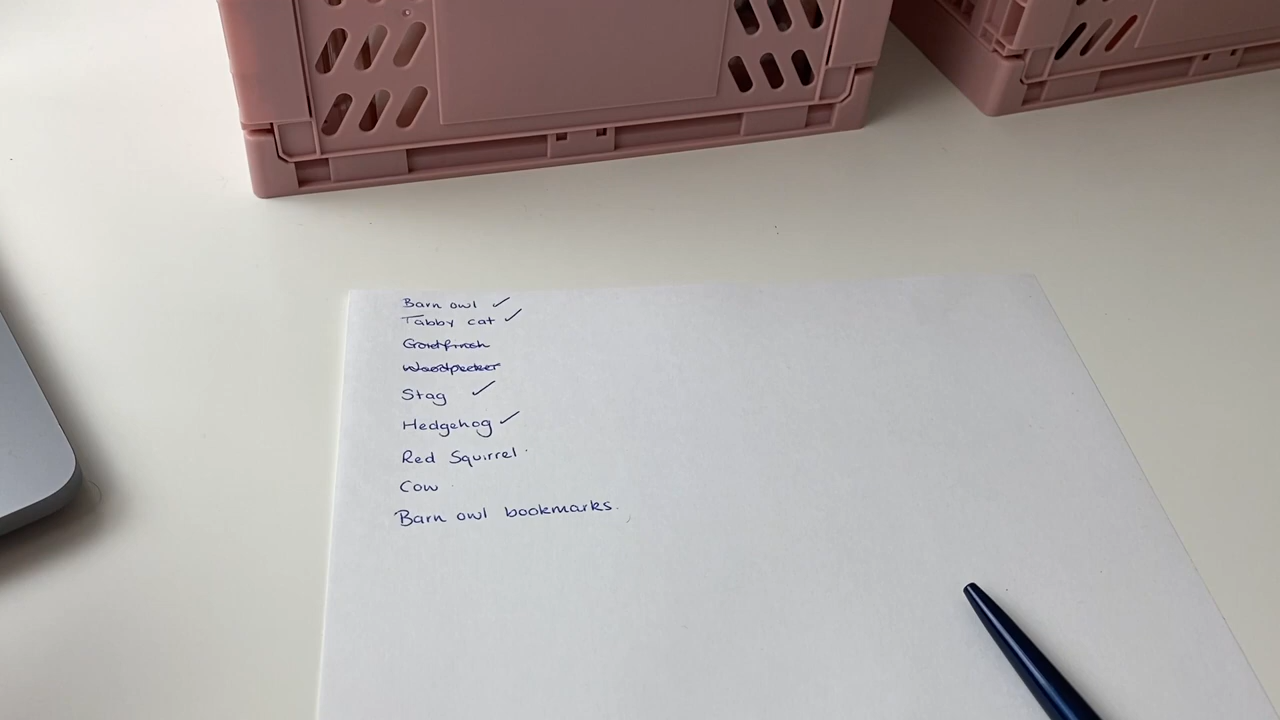 Barn owl ✓
Tabby cat ✓
Goldfinch
Woodpecker
Stag ✓
Hedgehog ✓
Red Squirrel
Cow
Barn owl bookmarks.